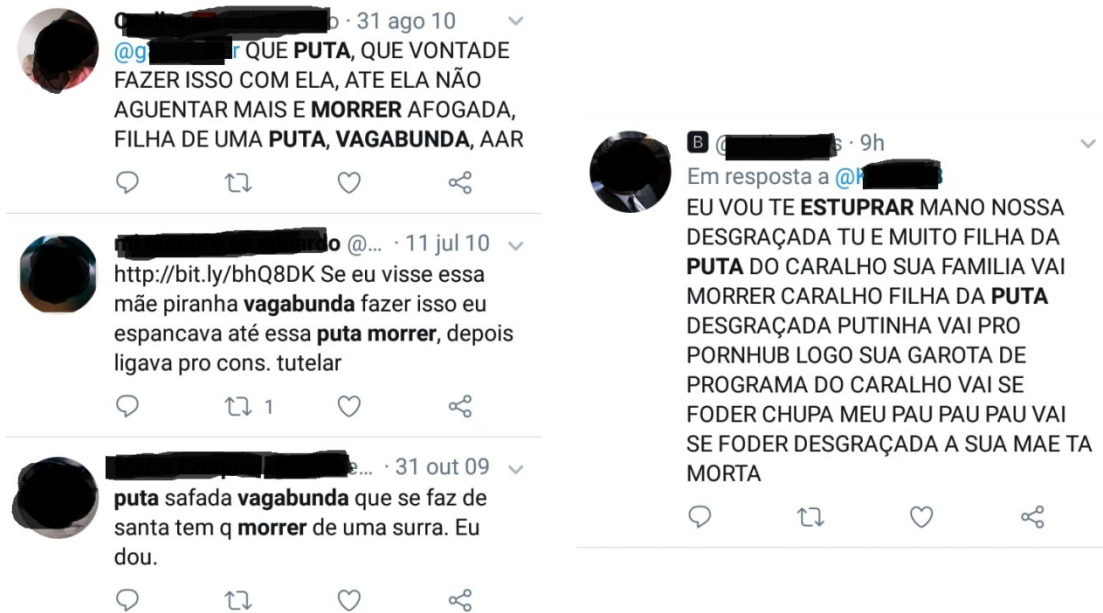 · 31 ago 10
QUE PUTA, QUE VONTADE
FAZER ISSO COM ELA, ATE ELA NÃO
AGUENTAR MAIS E MORRER AFOGADA,
FILHA DE UMA PUTA, VAGABUNDA, AAR
@... · 11 jul 10
http://bit.ly/bhQ8DK Se eu visse essa
mãe piranha vagabunda fazer isso eu
espancava até essa puta morrer, depois
ligava pro cons. tutelar
1
· 31 out 09
puta safada vagabunda que se faz de
santa tem q morrer de uma surra. Eu
dou.
B · 9h
Em resposta a
EU VOU TE ESTUPRAR MANO NOSSA
DESGRAÇADA TU E MUITO FILHA DA
PUTA DO CARALHO SUA FAMILIA VAI
MORRER CARALHO FILHA DA PUTA
DESGRAÇADA PUTINHA VAI PRO
PORNHUB LOGO SUA GAROTA DE
PROGRAMA DO CARALHO VAI SE
FODER CHUPA MEU PAU PAU PAU VAI
SE FODER DESGRAÇADA A SUA MAE TA
MORTA